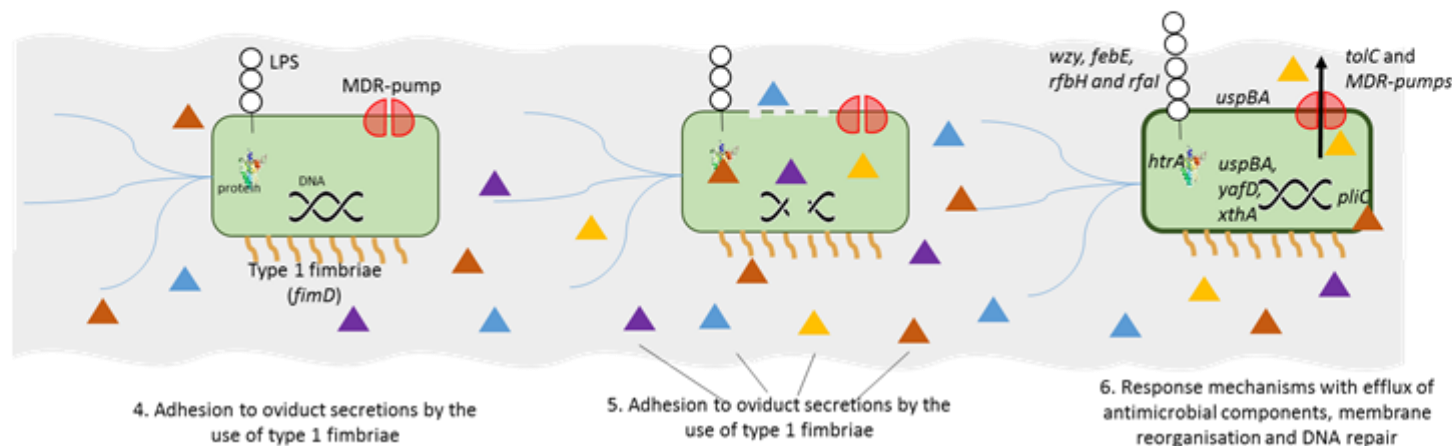 LPS
MDR-pump
protein
DNA
Type 1 fimbriae
(fimD)
4. Adhesion to oviduct secretions by the
use of type 1 fimbriae
5. Adhesion to oviduct secretions by the
use of type 1 fimbriae
wzy, febE,
rfbH and rfaI
tolC and
MDR-pumps
uspBA
htrA
uspBA,
yafD,
xthA
pliC
6. Response mechanisms with efflux of
antimicrobial components, membrane
reorganisation and DNA repair